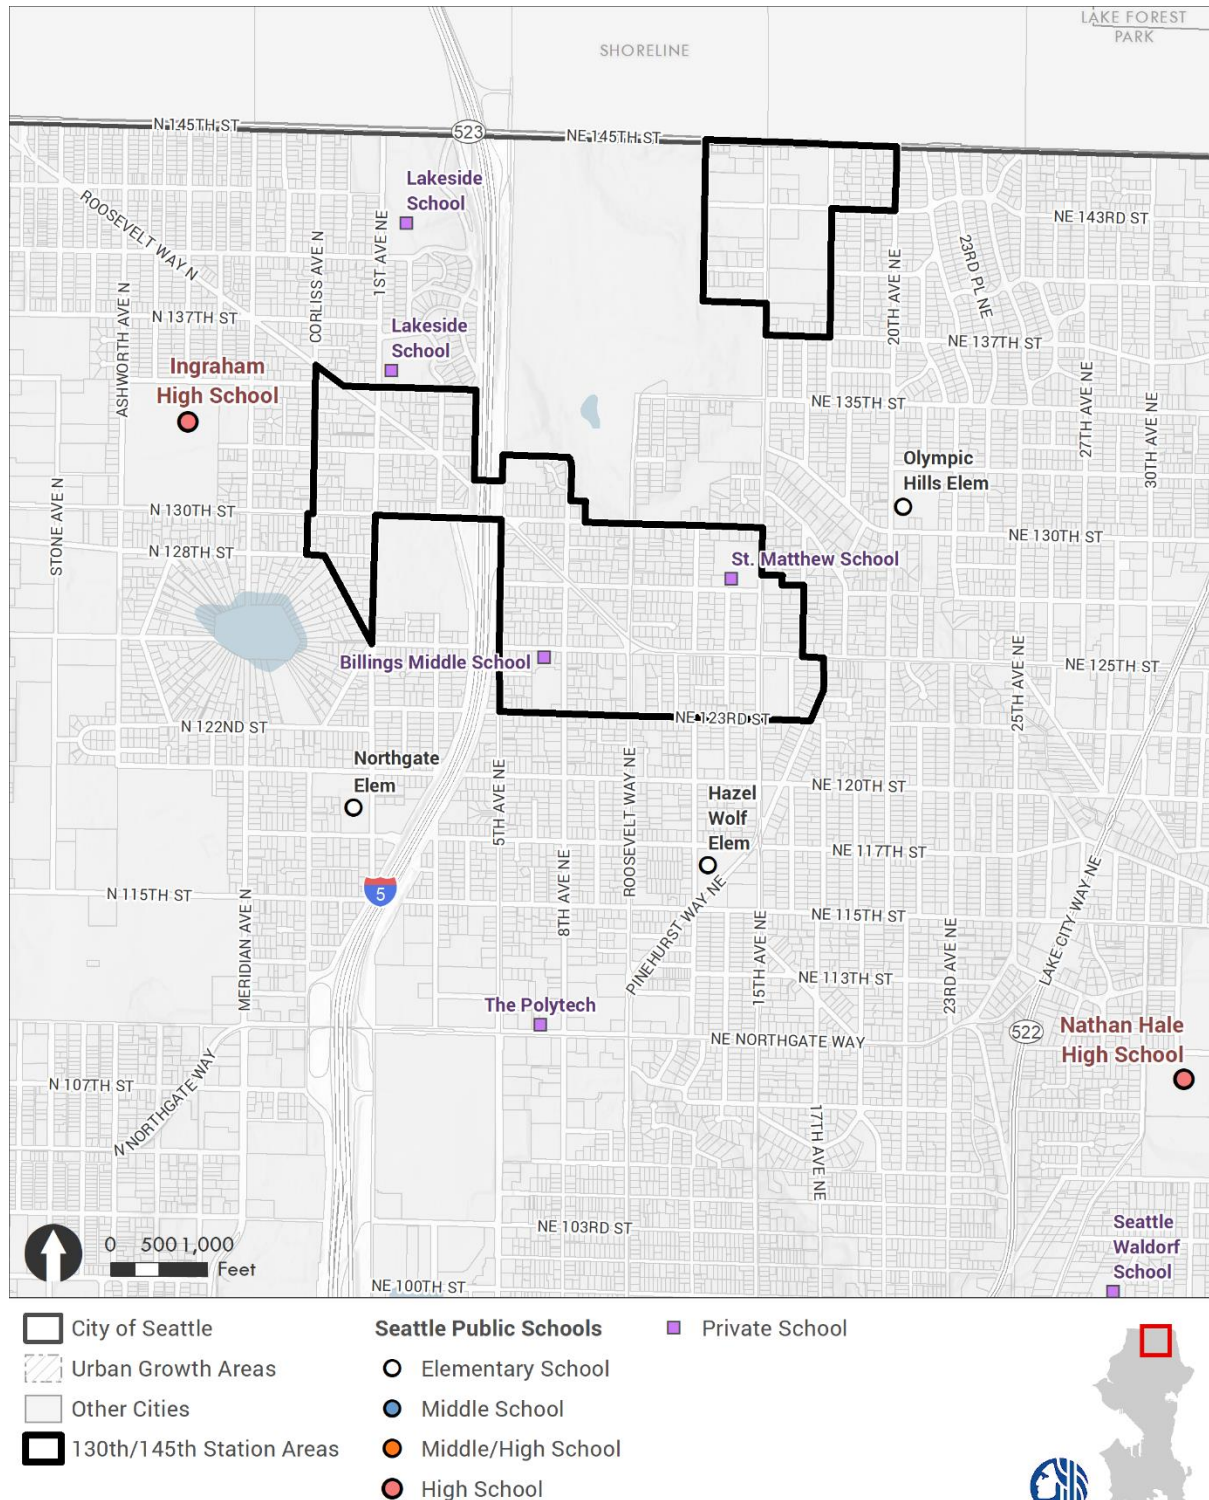 LAKE FOREST
PARK
SHORELINE
N 145TH ST
523
NE 145TH ST
Lakeside
School
ROOSEVELT WAY N
1ST AVE NE
CORLISS AVE N
NE 143RD ST
23RD PL NE
20TH AVE NE
ASHWORTH AVE N
N 137TH ST
Lakeside
School
NE 137TH ST
Ingraham
High School
NE 135TH ST
27TH AVE NE
30TH AVE NE
Olympic
Hills Elem
STONE AVE N
N 130TH ST
NE 130TH ST
N 128TH ST
St. Matthew School
Billings Middle School
NE 125TH ST
25TH AVE NE
N 122ND ST
NE 123RD ST
Northgate
Elem
5TH AVE NE
ROOSEVELT WAY NE
Hazel
Wolf
Elem
NE 120TH ST
NE 117TH ST
8TH AVE NE
5
N 115TH ST
NE 115TH ST
MERIDIAN AVE N
PINEHURST WAY NE
15TH AVE NE
23RD AVE NE
LAKE CITY WAY NE
NE 113TH ST
The Polytech
NE NORTHGATE WAY
522
Nathan Hale
High School
N 107TH ST
N NORTHGATE WAY
17TH AVE NE
NE 103RD ST
Seattle
Waldorf
School
0 500 1,000
Feet
NE 100TH ST
City of Seattle
Urban Growth Areas
Other Cities
130th/145th Station Areas
Seattle Public Schools
Elementary School
Middle School
Middle/High School
High School
Private School